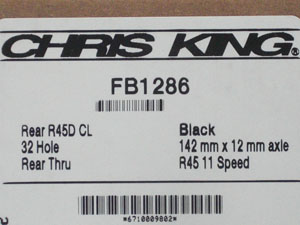 CHRIS KING®
FB1286
Rear R45D CL Black
32 Hole 142 mm x 12 mm axle
Rear Thru R45 11 Speed
*6710009802*